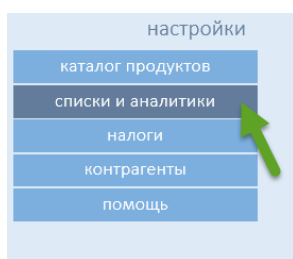 настройки
каталог продуктов
списки и аналитики
налоги
контрагенты
помощь